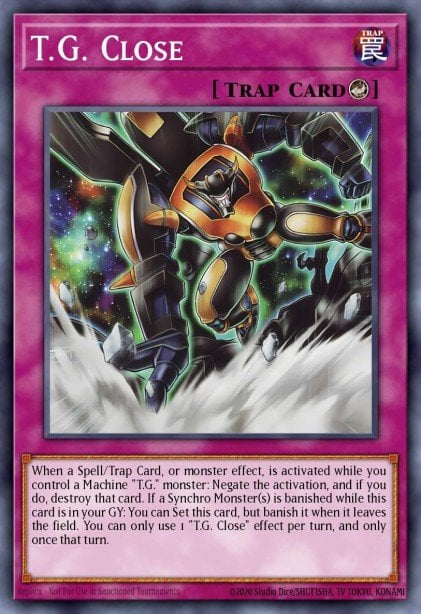 T.G. Close
TRAP
罠
[Trap Card]
When a Spell/Trap Card, or monster effect, is activated while you
control a Machine "T.G." monster: Negate the activation, and if you
do, destroy that card. If a Synchro Monster(s) is banished while this
card is in your GY: You can Set this card, but banish it when it leaves
the field. You can only use 1 "T.G. Close" effect per turn, and only
once that turn.
Replica - Not For Use in Sanctioned Tournaments
©2020 Studio Dice/SHUEISHA, TV TOKYO, KONAMI